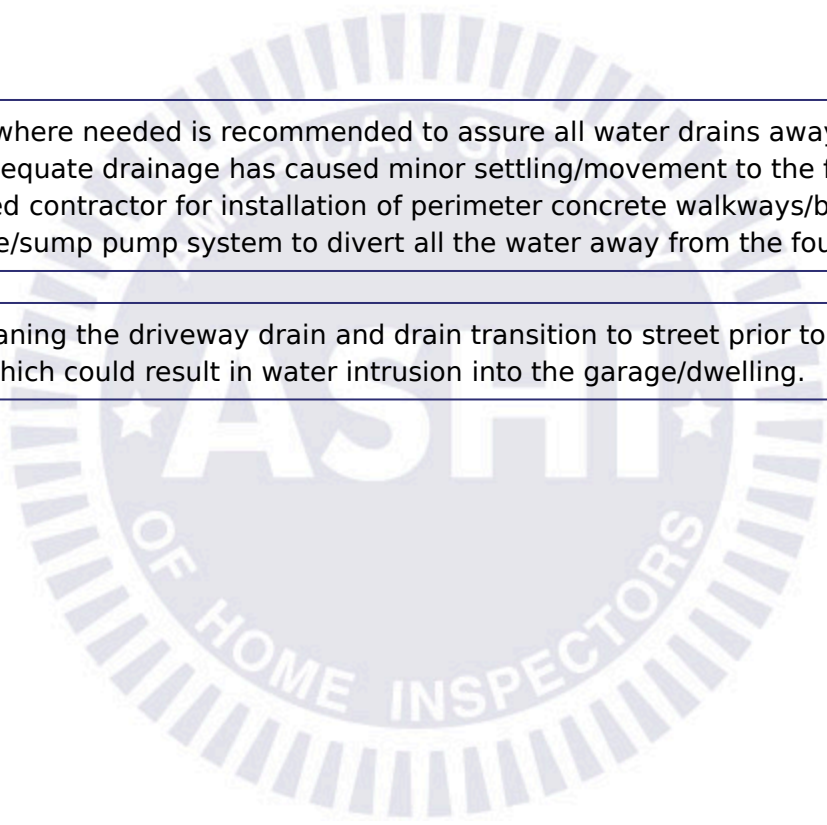 where needed is recommended to assure all water drains away
equate drainage has caused minor settling/movement to the f
ed contractor for installation of perimeter concrete walkways/b
e/sump pump system to divert all the water away from the fou
aning the driveway drain and drain transition to street prior to
hich could result in water intrusion into the garage/dwelling.
AMERICAN SOCIETY
ASHI
OF HOME INSPECTORS